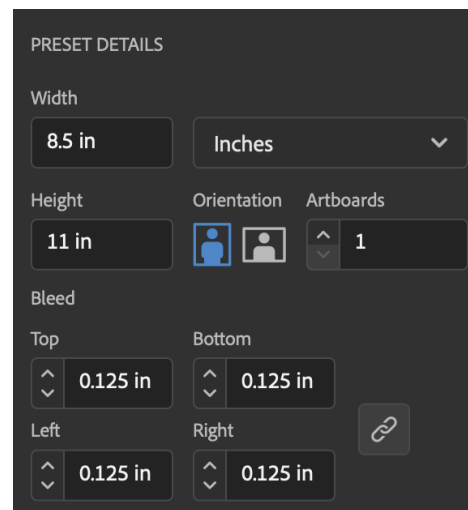 PRESET DETAILS
Width
8.5 in Inches
Height Orientation Artboards
11 in 1
Bleed
Top Bottom
0.125 in 0.125 in
Left Right
0.125 in 0.125 in